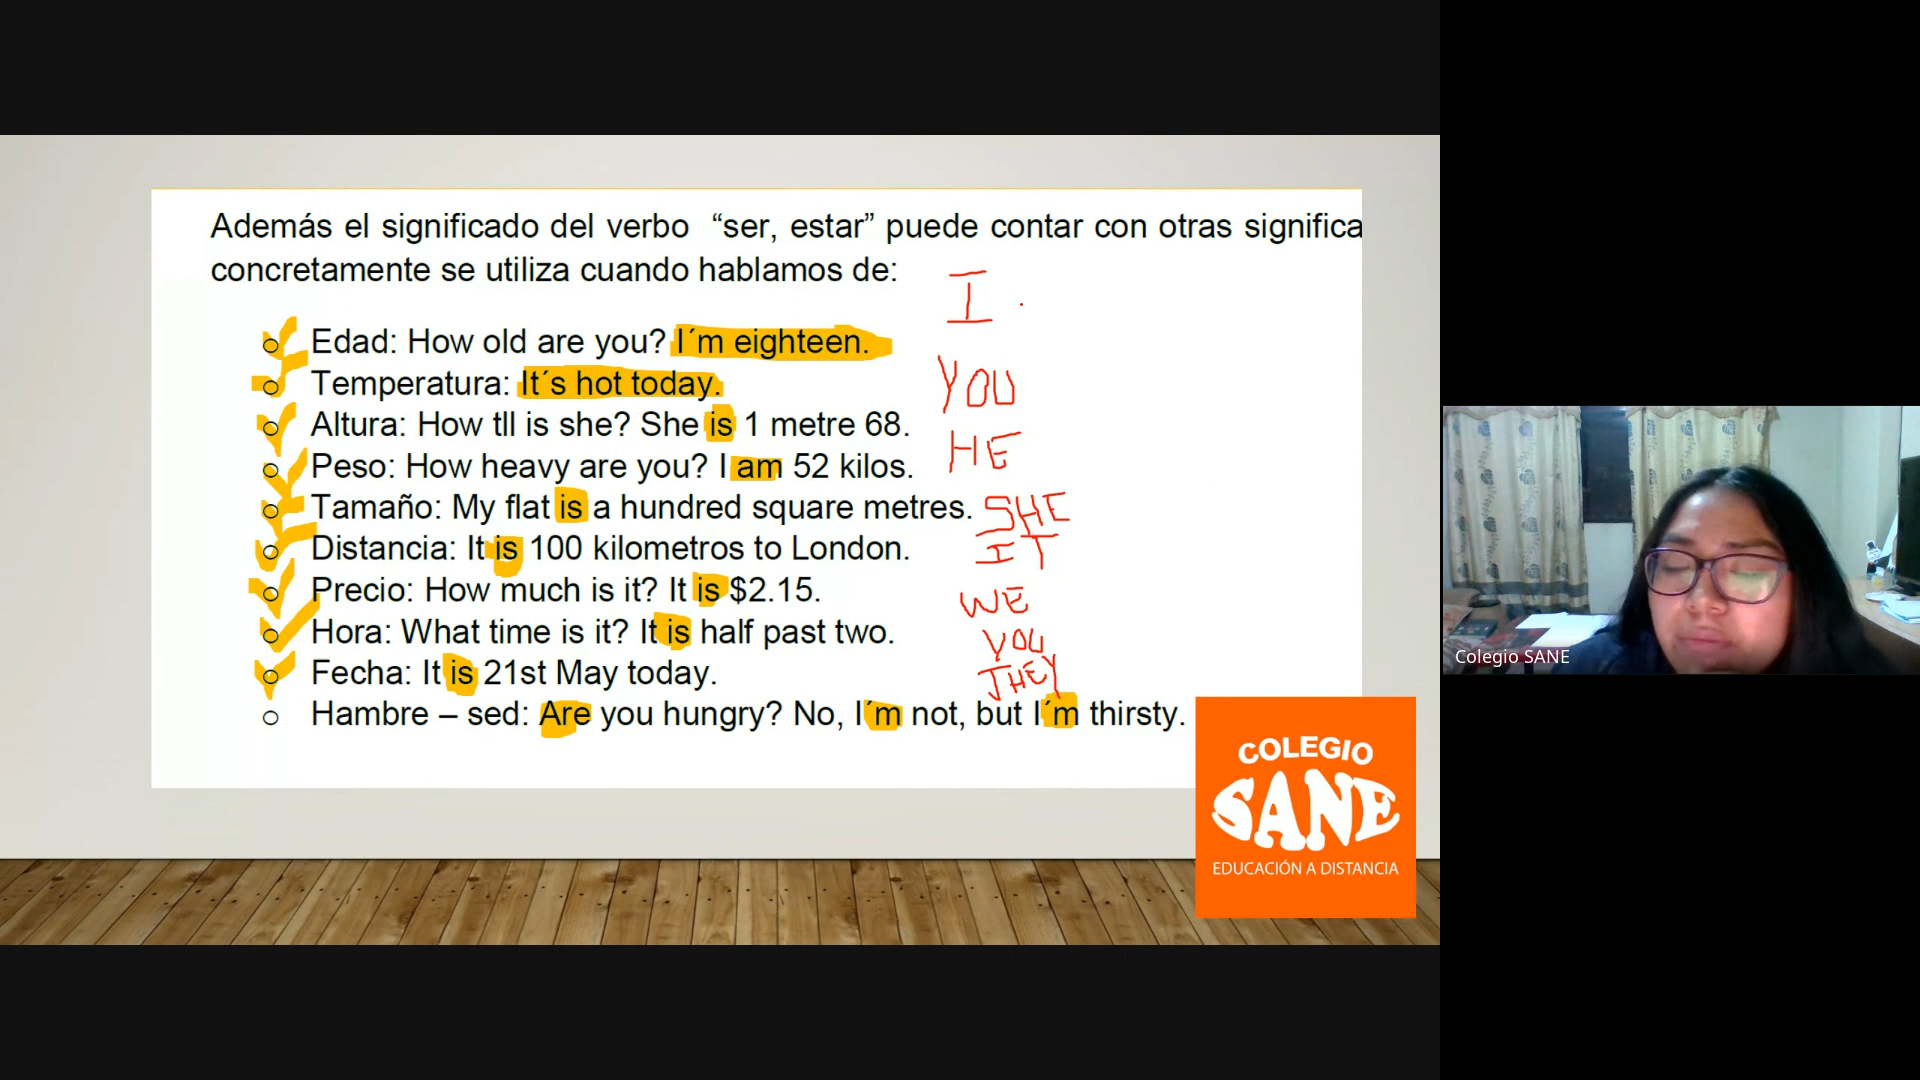 Además el significado del verbo “ser, estar” puede contar con otras significa
concretamente se utiliza cuando hablamos de:
Edad: How old are you? I´m eighteen.
Temperatura: It´s hot today.
Altura: How tll is she? She is 1 metre 68.
Peso: How heavy are you? I am 52 kilos.
Tamaño: My flat is a hundred square metres.
Distancia: It is 100 kilometros to London.
Precio: How much is it? It is $2.15.
Hora: What time is it? It is half past two.
Fecha: It is 21st May today.
Hambre – sed: Are you hungry? No, I´m not, but I´m thirsty.
I
YOU
HE
SHE
IT
WE
YOU
THEY
COLEGIO
SANE
EDUCACIÓN A DISTANCIA
Colegio SANE